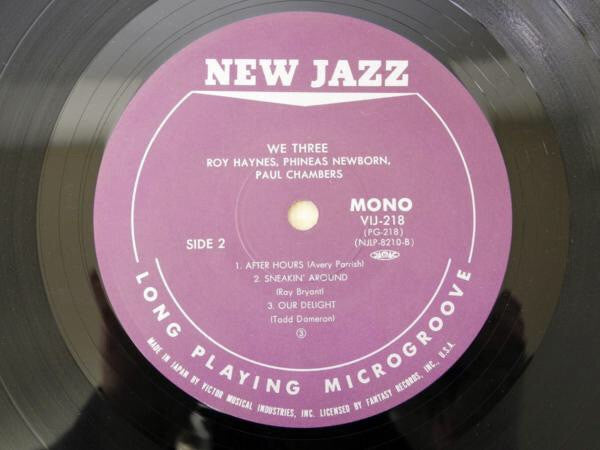 NEW JAZZ
WE THREE
ROY HAYNES, PHINEAS NEWBORN,
PAUL CHAMBERS
MONO
VIJ-218
(PG-218)
(NJLP-8210-B)
SIDE 2
1. AFTER HOURS (Avery Parrish)
2. SNEAKIN' AROUND
(Ray Bryant)
3. OUR DELIGHT
(Tadd Dameron)
③
LONG PLAYING MICROGROOVE
MADE IN JAPAN BY VICTOR MUSICAL INDUSTRIES, INC. LICENSED BY FANTASY RECORDS, INC., U.S.A.